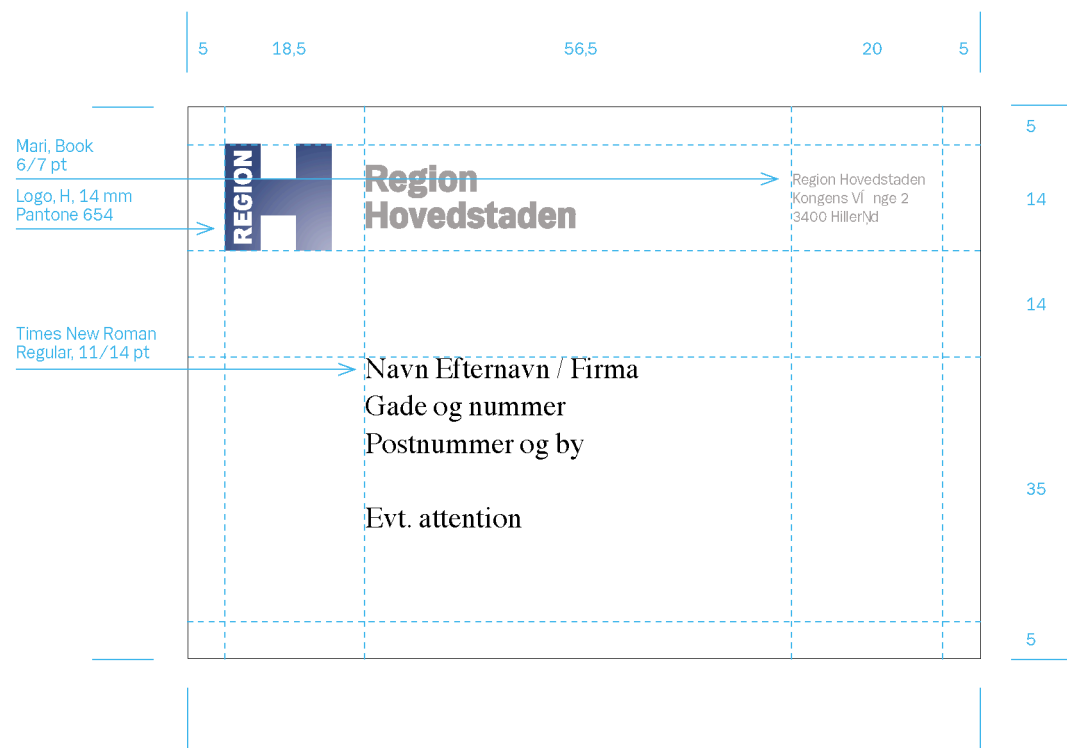 5 18,5 56,5 20 5
Mari, Book
6/7 pt
Logo, H, 14 mm
Pantone 654
REGION
Region
Hovedstaden
Region Hovedstaden
Kongens VÍ nge 2
3400
5
14
14
Times New Roman
Regular, 11/14 pt
Navn Efternavn / Firma
Gade og nummer
Postnummer og by
Evt. attention
35
5